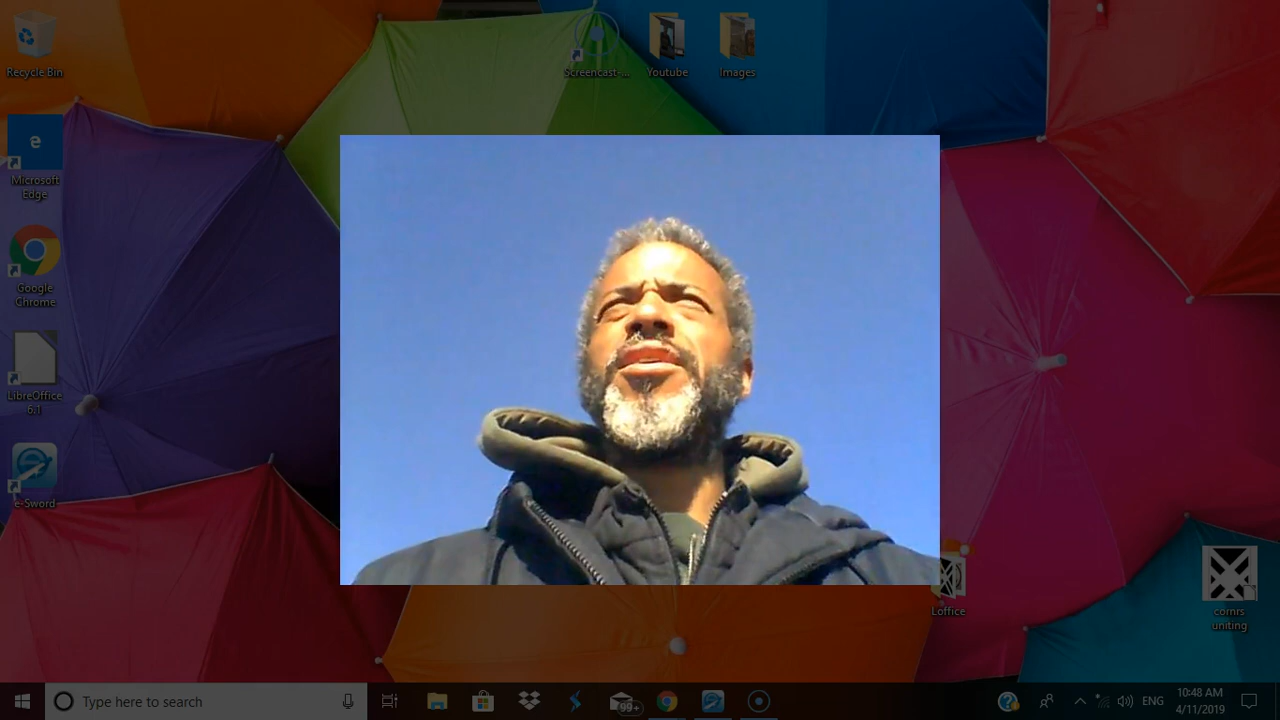 Recycle Bin
Screencast-...
Youtube
Images
Microsoft
Edge
Google
Chrome
LibreOffice
6.1
e-Sword
Loffice
cornrs
uniting
Type here to search
99+
ENG
10:48 AM
4/11/2019